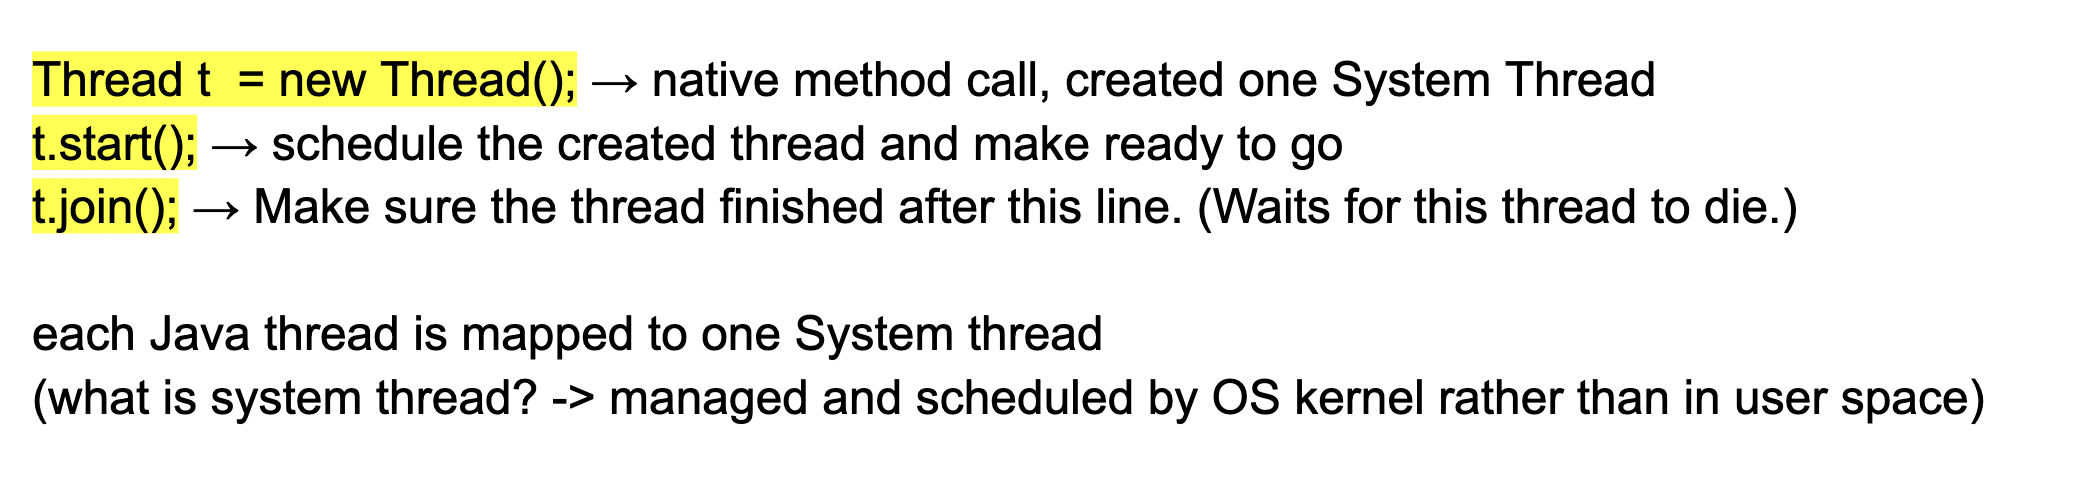 Thread t  = new Thread(); → native method call, created one System Thread
t.start(); → schedule the created thread and make ready to go
t.join(); → Make sure the thread finished after this line. (Waits for this thread to die.)
each Java thread is mapped to one System thread
(what is system thread? -> managed and scheduled by OS kernel rather than in user space)